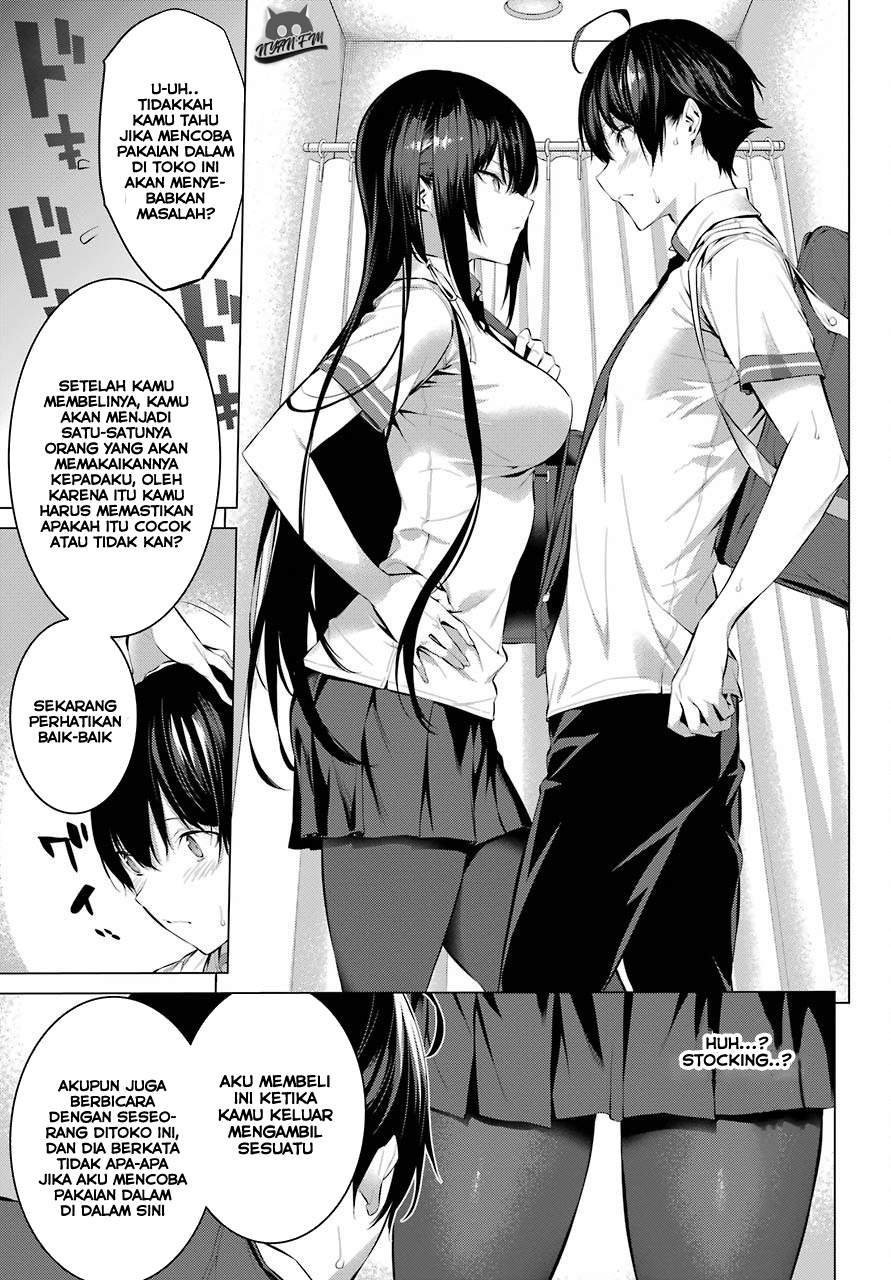 NYAN FM
U-UH..
TIDAKKAH
KAMU TAHU
JIKA MENCOBA
PAKAIAN DALAM
DI TOKO INI
AKAN MENYE-
BABKAN
MASALAH?
ドキ
ドキ
ドキ
SETELAH KAMU
MEMBELINYA, KAMU
AKAN MENJADI
SATU-SATUNYA
ORANG YANG AKAN
MEMAKAIKANNYA
KEPADAKU, OLEH
KARENA ITU KAMU
HARUS MEMASTIKAN
APAKAH ITU COCOK
ATAU TIDAK KAN?
SEKARANG
PERHATIKAN
BAIK-BAIK
グイ
HUH...?
STOCKING..?
AKU MEMBELI
INI KETIKA
KAMU KELUAR
MENGAMBIL
SESUATU
AKUPUN JUGA
BERBICARA
DENGAN SESEO-
RANG DITOKO INI,
DAN DIA BERKATA
TIDAK APA-APA
JIKA AKU MENCOBA
PAKAIAN DALAM
DI DALAM SINI